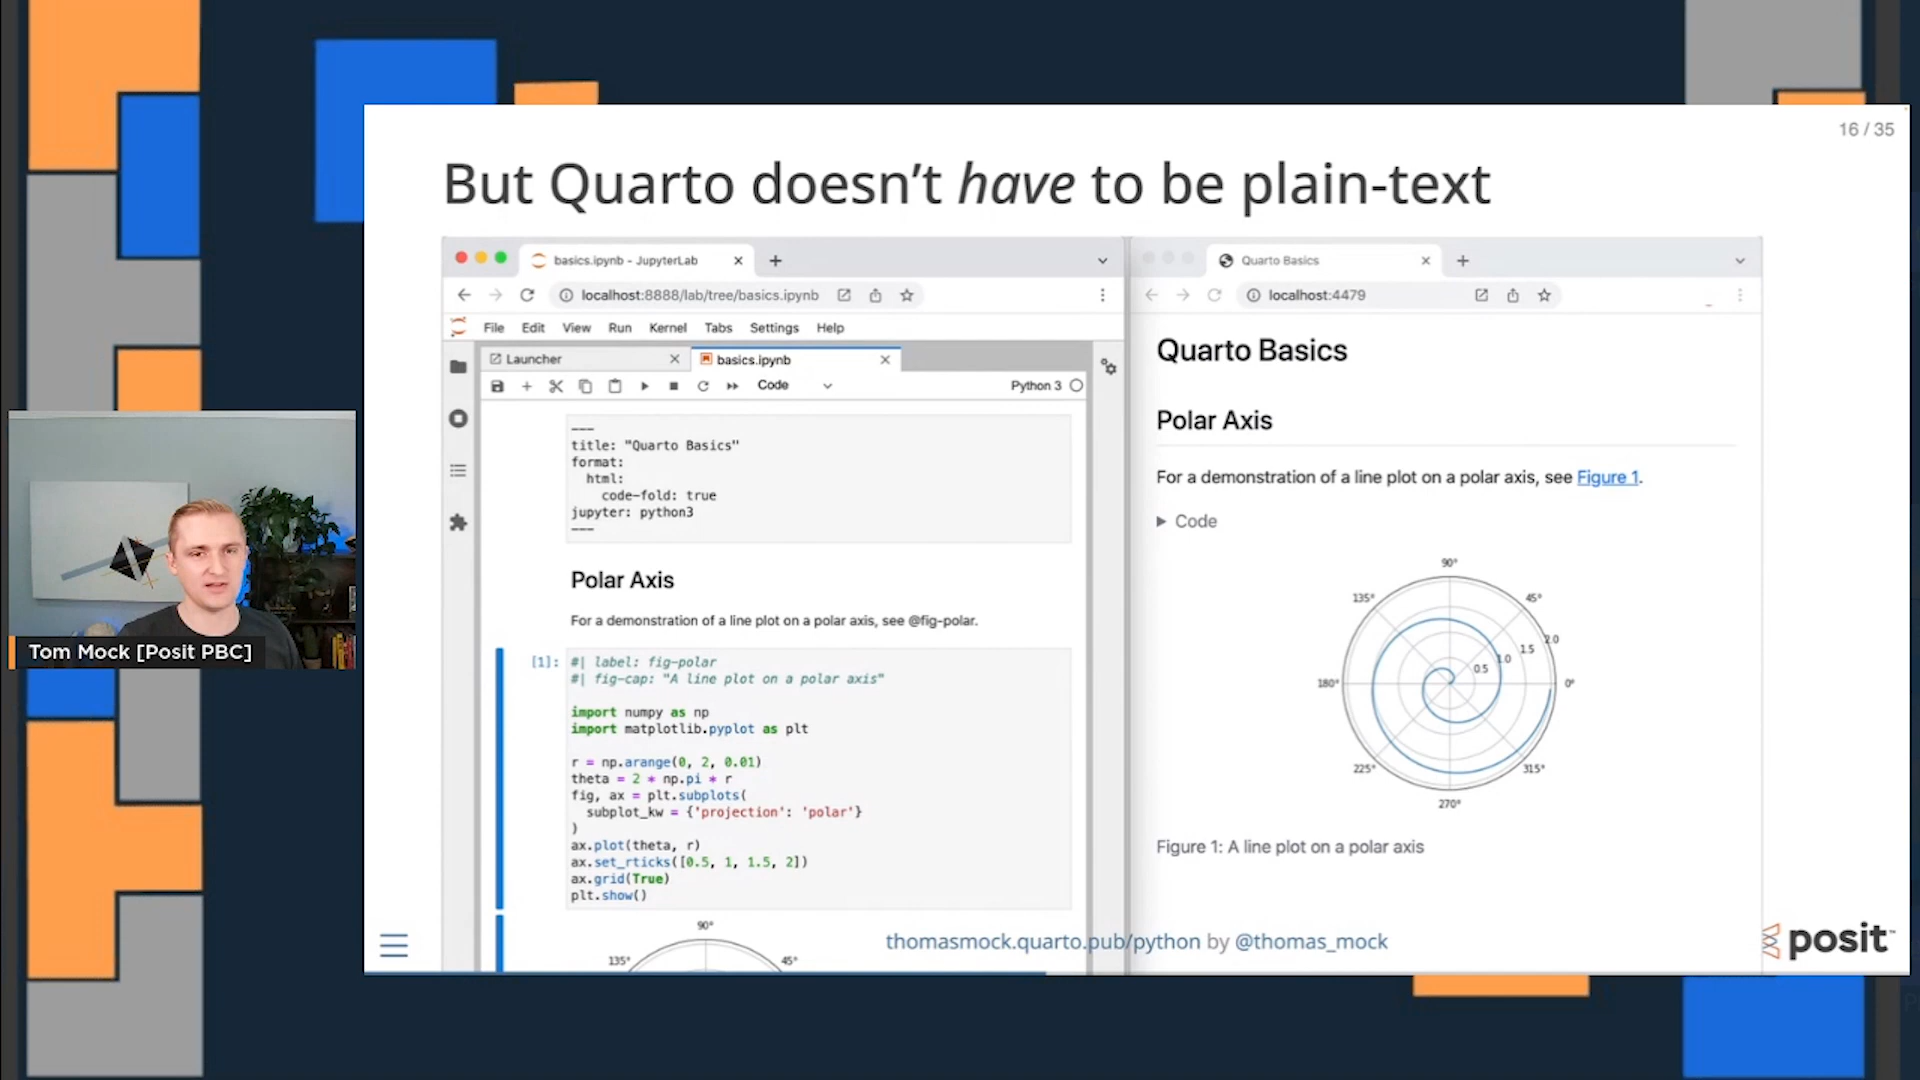 16 / 35
But Quarto doesn't have to be plain-text
basics.ipynb - JupyterLab
localhost:8888/lab/tree/basics.ipynb
File Edit View Run Kernel Tabs Settings Help
Launcher
basics.ipynb
Code
Python 3
---
title: "Quarto Basics"
format:
  html:
    code-fold: true
jupyter: python3
---
Polar Axis
For a demonstration of a line plot on a polar axis, see @fig-polar.
[1]:
#| label: fig-polar
#| fig-cap: "A line plot on a polar axis"
import numpy as np
import matplotlib.pyplot as plt
r = np.arange(0, 2, 0.01)
theta = 2 * np.pi * r
fig, ax = plt.subplots(
  subplot_kw = {'projection': 'polar'}
)
ax.plot(theta, r)
ax.set_rticks([0.5, 1, 1.5, 2])
ax.grid(True)
plt.show()
90°
135°
45°
Quarto Basics
localhost:4479
Quarto Basics
Polar Axis
For a demonstration of a line plot on a polar axis, see Figure 1.
Code
90°
135°
45°
2.0
1.5
1.0
0.5
180°
0°
225°
315°
270°
Figure 1: A line plot on a polar axis
Tom Mock [Posit PBC]
thomasmock.quarto.pub/python by @thomas_mock
posit™